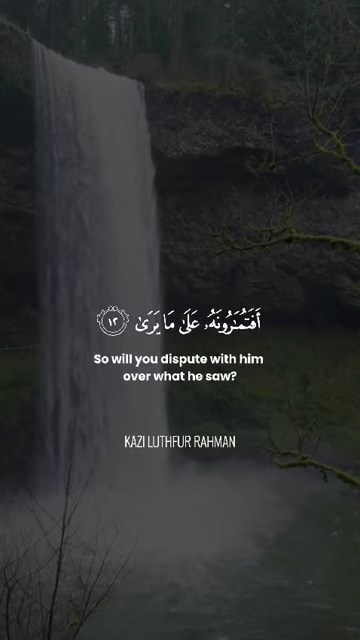 أَفَتُمَـٰرُونَهُۥ عَلَىٰ مَا يَرَىٰ ١٢
So will you dispute with him
over what he saw?
KAZI LUTHFUR RAHMAN